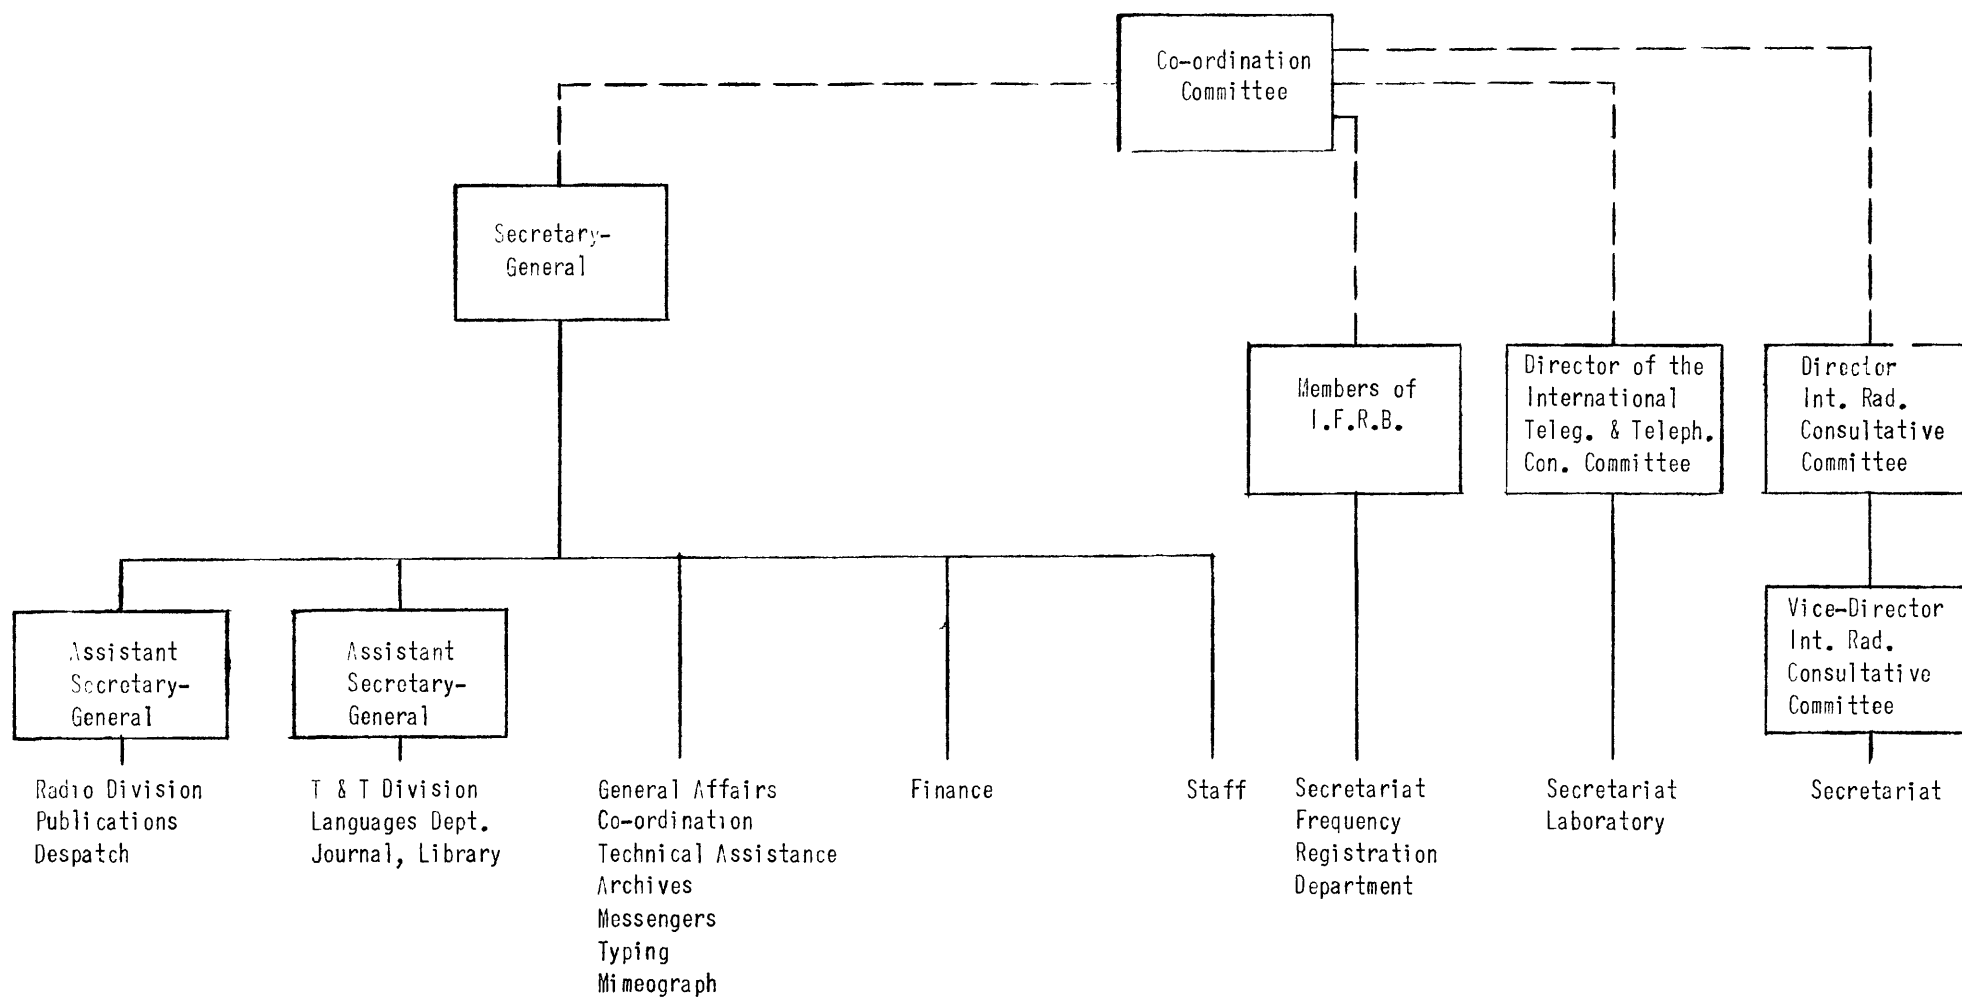 Co-ordination
Committee
Secretary-
General
Members of
I.F.R.B.
Director of the
International
Teleg. & Teleph.
Con. Committee
Director
Int. Rad.
Consultative
Committee
Assistant
Secretary-
General
Assistant
Secretary-
General
Vice-Director
Int. Rad.
Consultative
Committee
Radio Division
Publications
Despatch
T & T Division
Languages Dept.
Journal, Library
General Affairs
Co-ordination
Technical Assistance
Archives
Messengers
Typing
Mimeograph
Finance
Staff
Secretariat
Frequency
Registration
Department
Secretariat
Laboratory
Secretariat